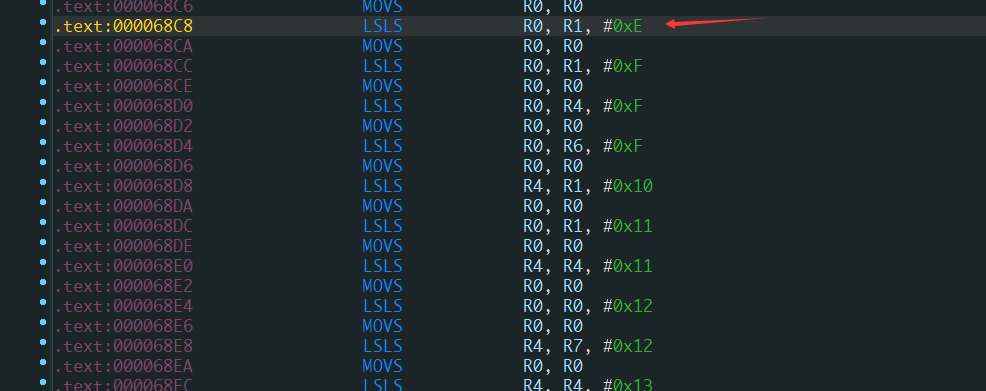 .text:000068C6 MOVS R0, R0
.text:000068C8 LSLS R0, R1, #0xE
.text:000068CA MOVS R0, R0
.text:000068CC LSLS R0, R1, #0xF
.text:000068CE MOVS R0, R0
.text:000068D0 LSLS R0, R4, #0xF
.text:000068D2 MOVS R0, R0
.text:000068D4 LSLS R0, R6, #0xF
.text:000068D6 MOVS R0, R0
.text:000068D8 LSLS R4, R1, #0x10
.text:000068DA MOVS R0, R0
.text:000068DC LSLS R0, R1, #0x11
.text:000068DE MOVS R0, R0
.text:000068E0 LSLS R4, R4, #0x11
.text:000068E2 MOVS R0, R0
.text:000068E4 LSLS R0, R0, #0x12
.text:000068E6 MOVS R0, R0
.text:000068E8 LSLS R4, R7, #0x12
.text:000068EA MOVS R0, R0
.text:000068EC LSLS R4, R4, #0x13